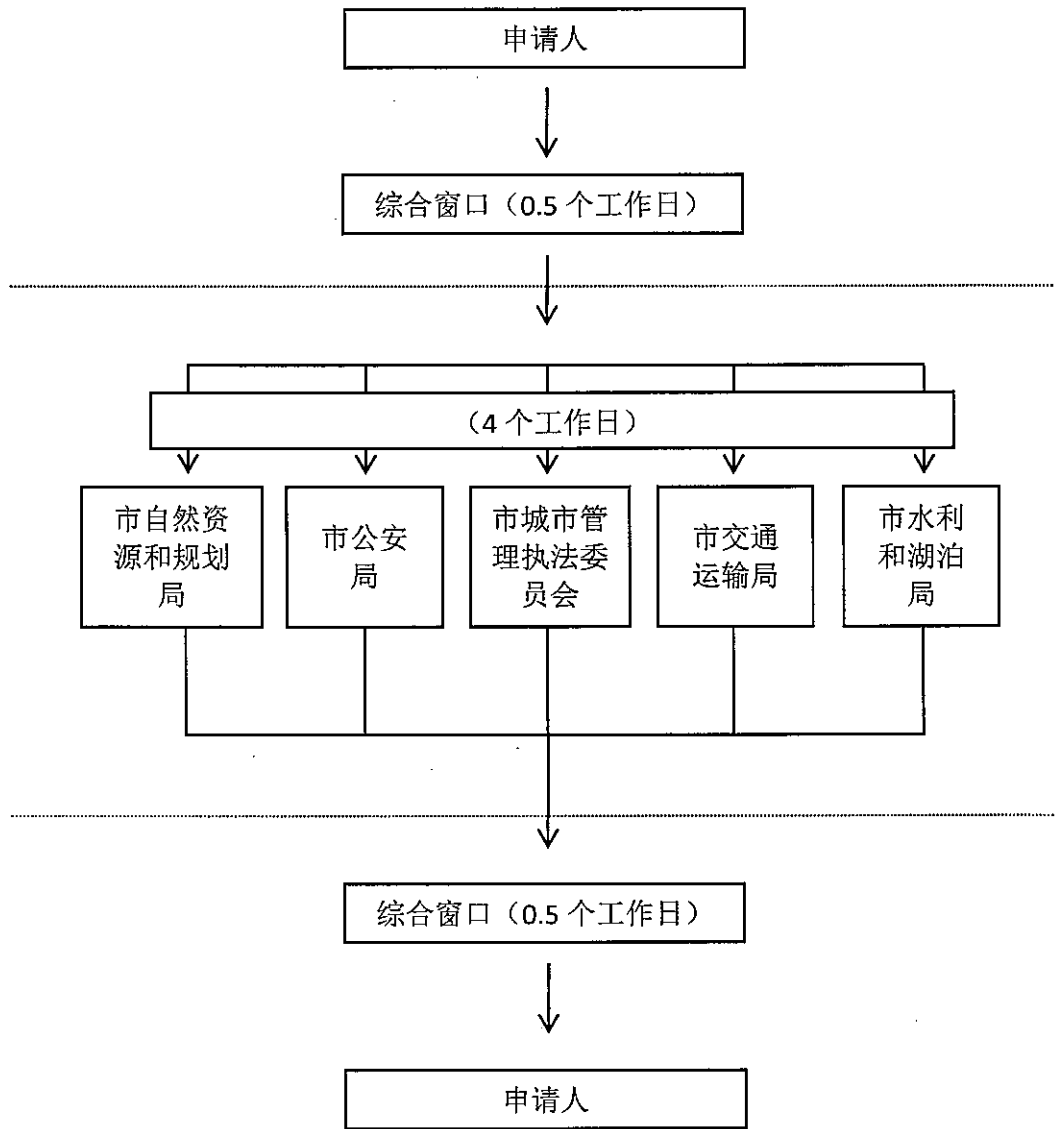 申请人
综合窗口（0.5 个工作日）
（4 个工作日）
市自然资
源和规划
局
市公安
局
市城市管
理执法委
员会
市交通
运输局
市水利
和湖泊
局
综合窗口（0.5 个工作日）
申请人